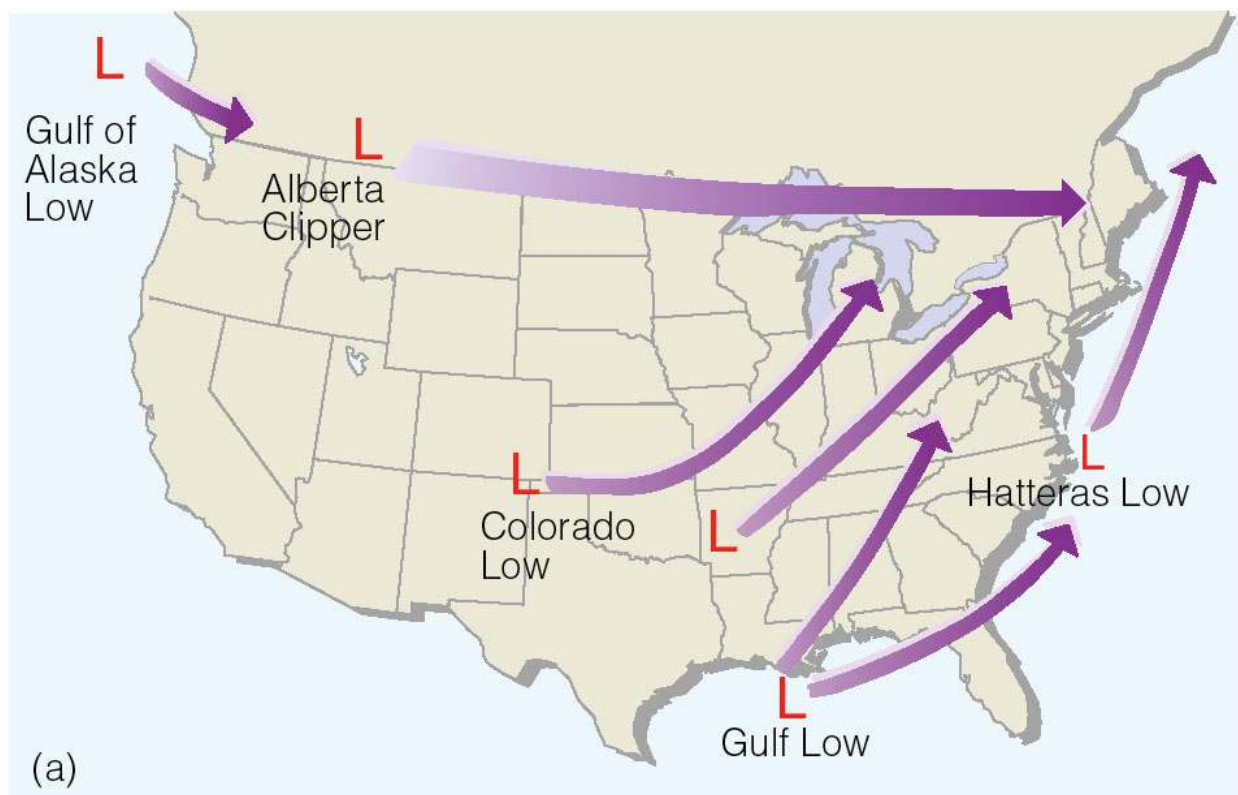 L
Gulf of
Alaska
Low
L
Alberta
Clipper
L
Colorado
Low
L
L
Hatteras Low
L
Gulf Low
(a)